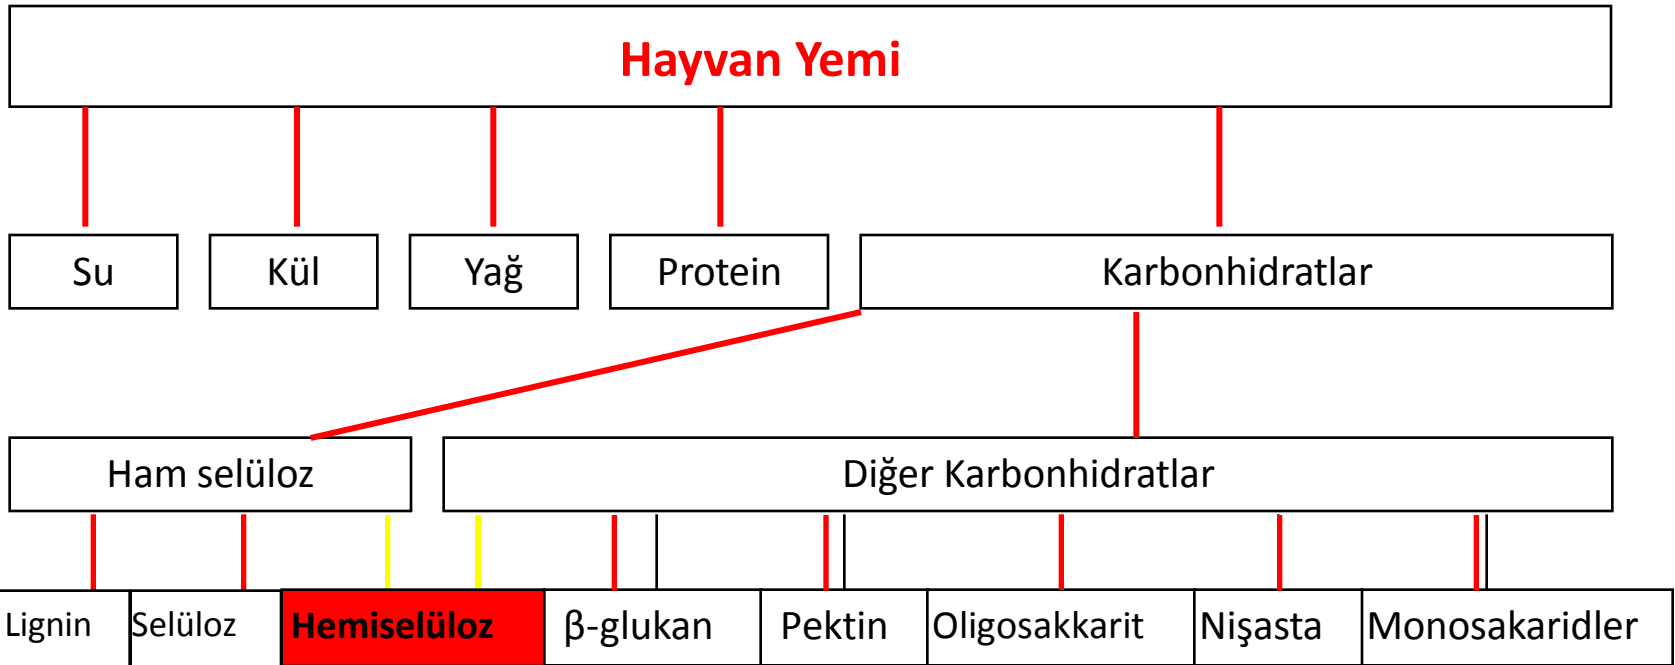 Hayvan Yemi
Su
Kül
Yağ
Protein
Karbonhidratlar
Ham selüloz
Diğer Karbonhidratlar
Lignin
Selüloz
Hemiselüloz
β-glukan
Pektin
Oligosakkarit
Nişasta
Monosakaridler